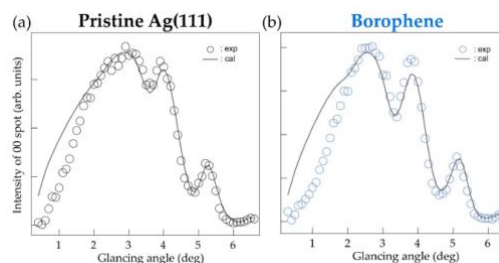 (a) Pristine Ag(111)
○ : exp
— : cal
Intensity of 00 spot (arb. units)
1 2 3 4 5 6
Glancing angle (deg)
(b) Borophene
○ : exp
— : cal
1 2 3 4 5 6
Glancing angle (deg)